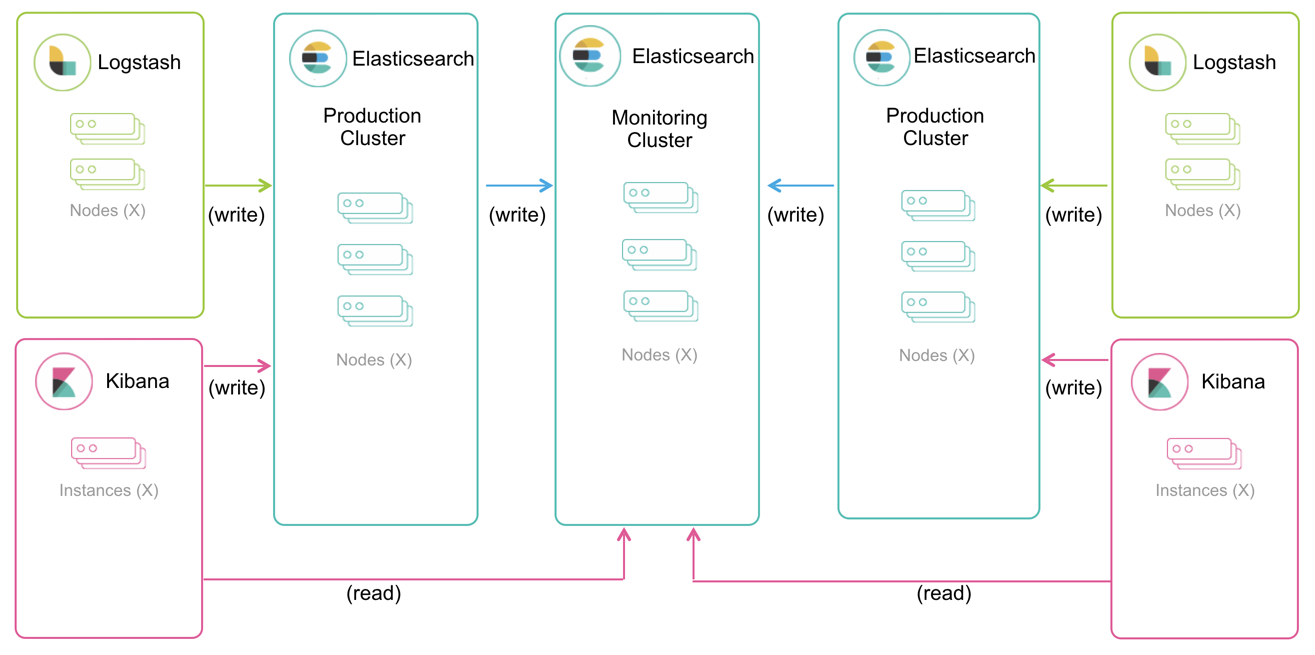 Logstash
Nodes (X)
(write)
Kibana
Instances (X)
(write)
Elasticsearch
Production
Cluster
Nodes (X)
(write)
Elasticsearch
Monitoring
Cluster
Nodes (X)
(write)
Elasticsearch
Production
Cluster
Nodes (X)
(write)
Logstash
Nodes (X)
(write)
Kibana
Instances (X)
(read)
(read)